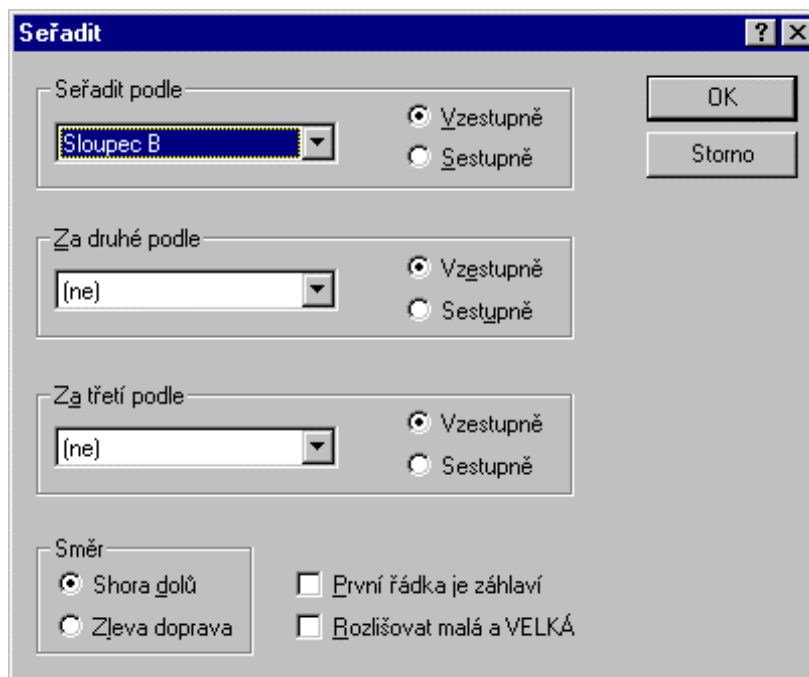 Seřadit
Seřadit podle
Sloupec B
Vzestupně
Sestupně
OK
Storno
Za druhé podle
(ne)
Vzestupně
Sestupně
Za třetí podle
(ne)
Vzestupně
Sestupně
Směr
Shora dolů
Zleva doprava
První řádka je záhlaví
Rozlišovat malá a VELKÁ